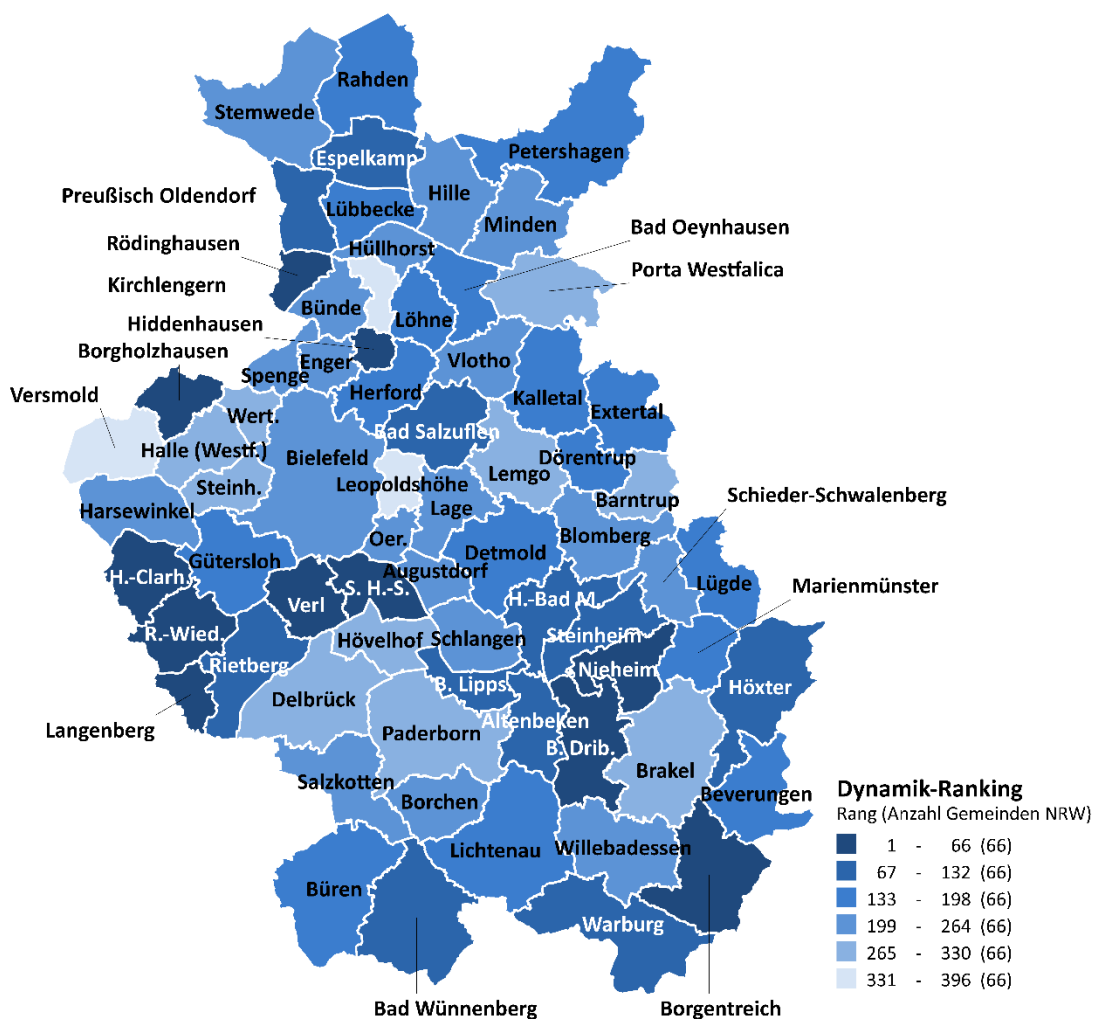 Rahden
Stemwede
Petershagen
Espelkamp
Preußisch Oldendorf
Hille
Lübbecke
Minden
Bad Oeynhausen
Rödinghausen
Hüllhorst
Porta Westfalica
Kirchlengern
Bünde
Löhne
Hiddenhausen
Borgholzhausen
Enger
Vlotho
Spenge
Versmold
Herford
Kalletal
Extertal
Wert.
Bad Salzuflen
Halle (Westf.)
Bielefeld
Dörentrup
Lemgo
Leopoldshöhe
Steinh.
Barntrup
Schieder-Schwalenberg
Harsewinkel
Lage
Blomberg
Oer.
Detmold
Gütersloh
Augustdorf
H.-Clarh.
S. H.-S.
Lügde
Marienmünster
Verl
H.-Bad M.
R.-Wied.
Hövelhof
Schlangen
Steinheim
Rietberg
Nieheim
B. Lipps.
Höxter
Delbrück
Langenberg
Altenbeken
Paderborn
B. Drib.
Brakel
Salzkotten
Borchen
Beverungen
Lichtenau
Willebadessen
Büren
Warburg
Bad Wünnenberg
Borgentreich
Dynamik-Ranking
Rang (Anzahl Gemeinden NRW)
1 - 66 (66)
67 - 132 (66)
133 - 198 (66)
199 - 264 (66)
265 - 330 (66)
331 - 396 (66)